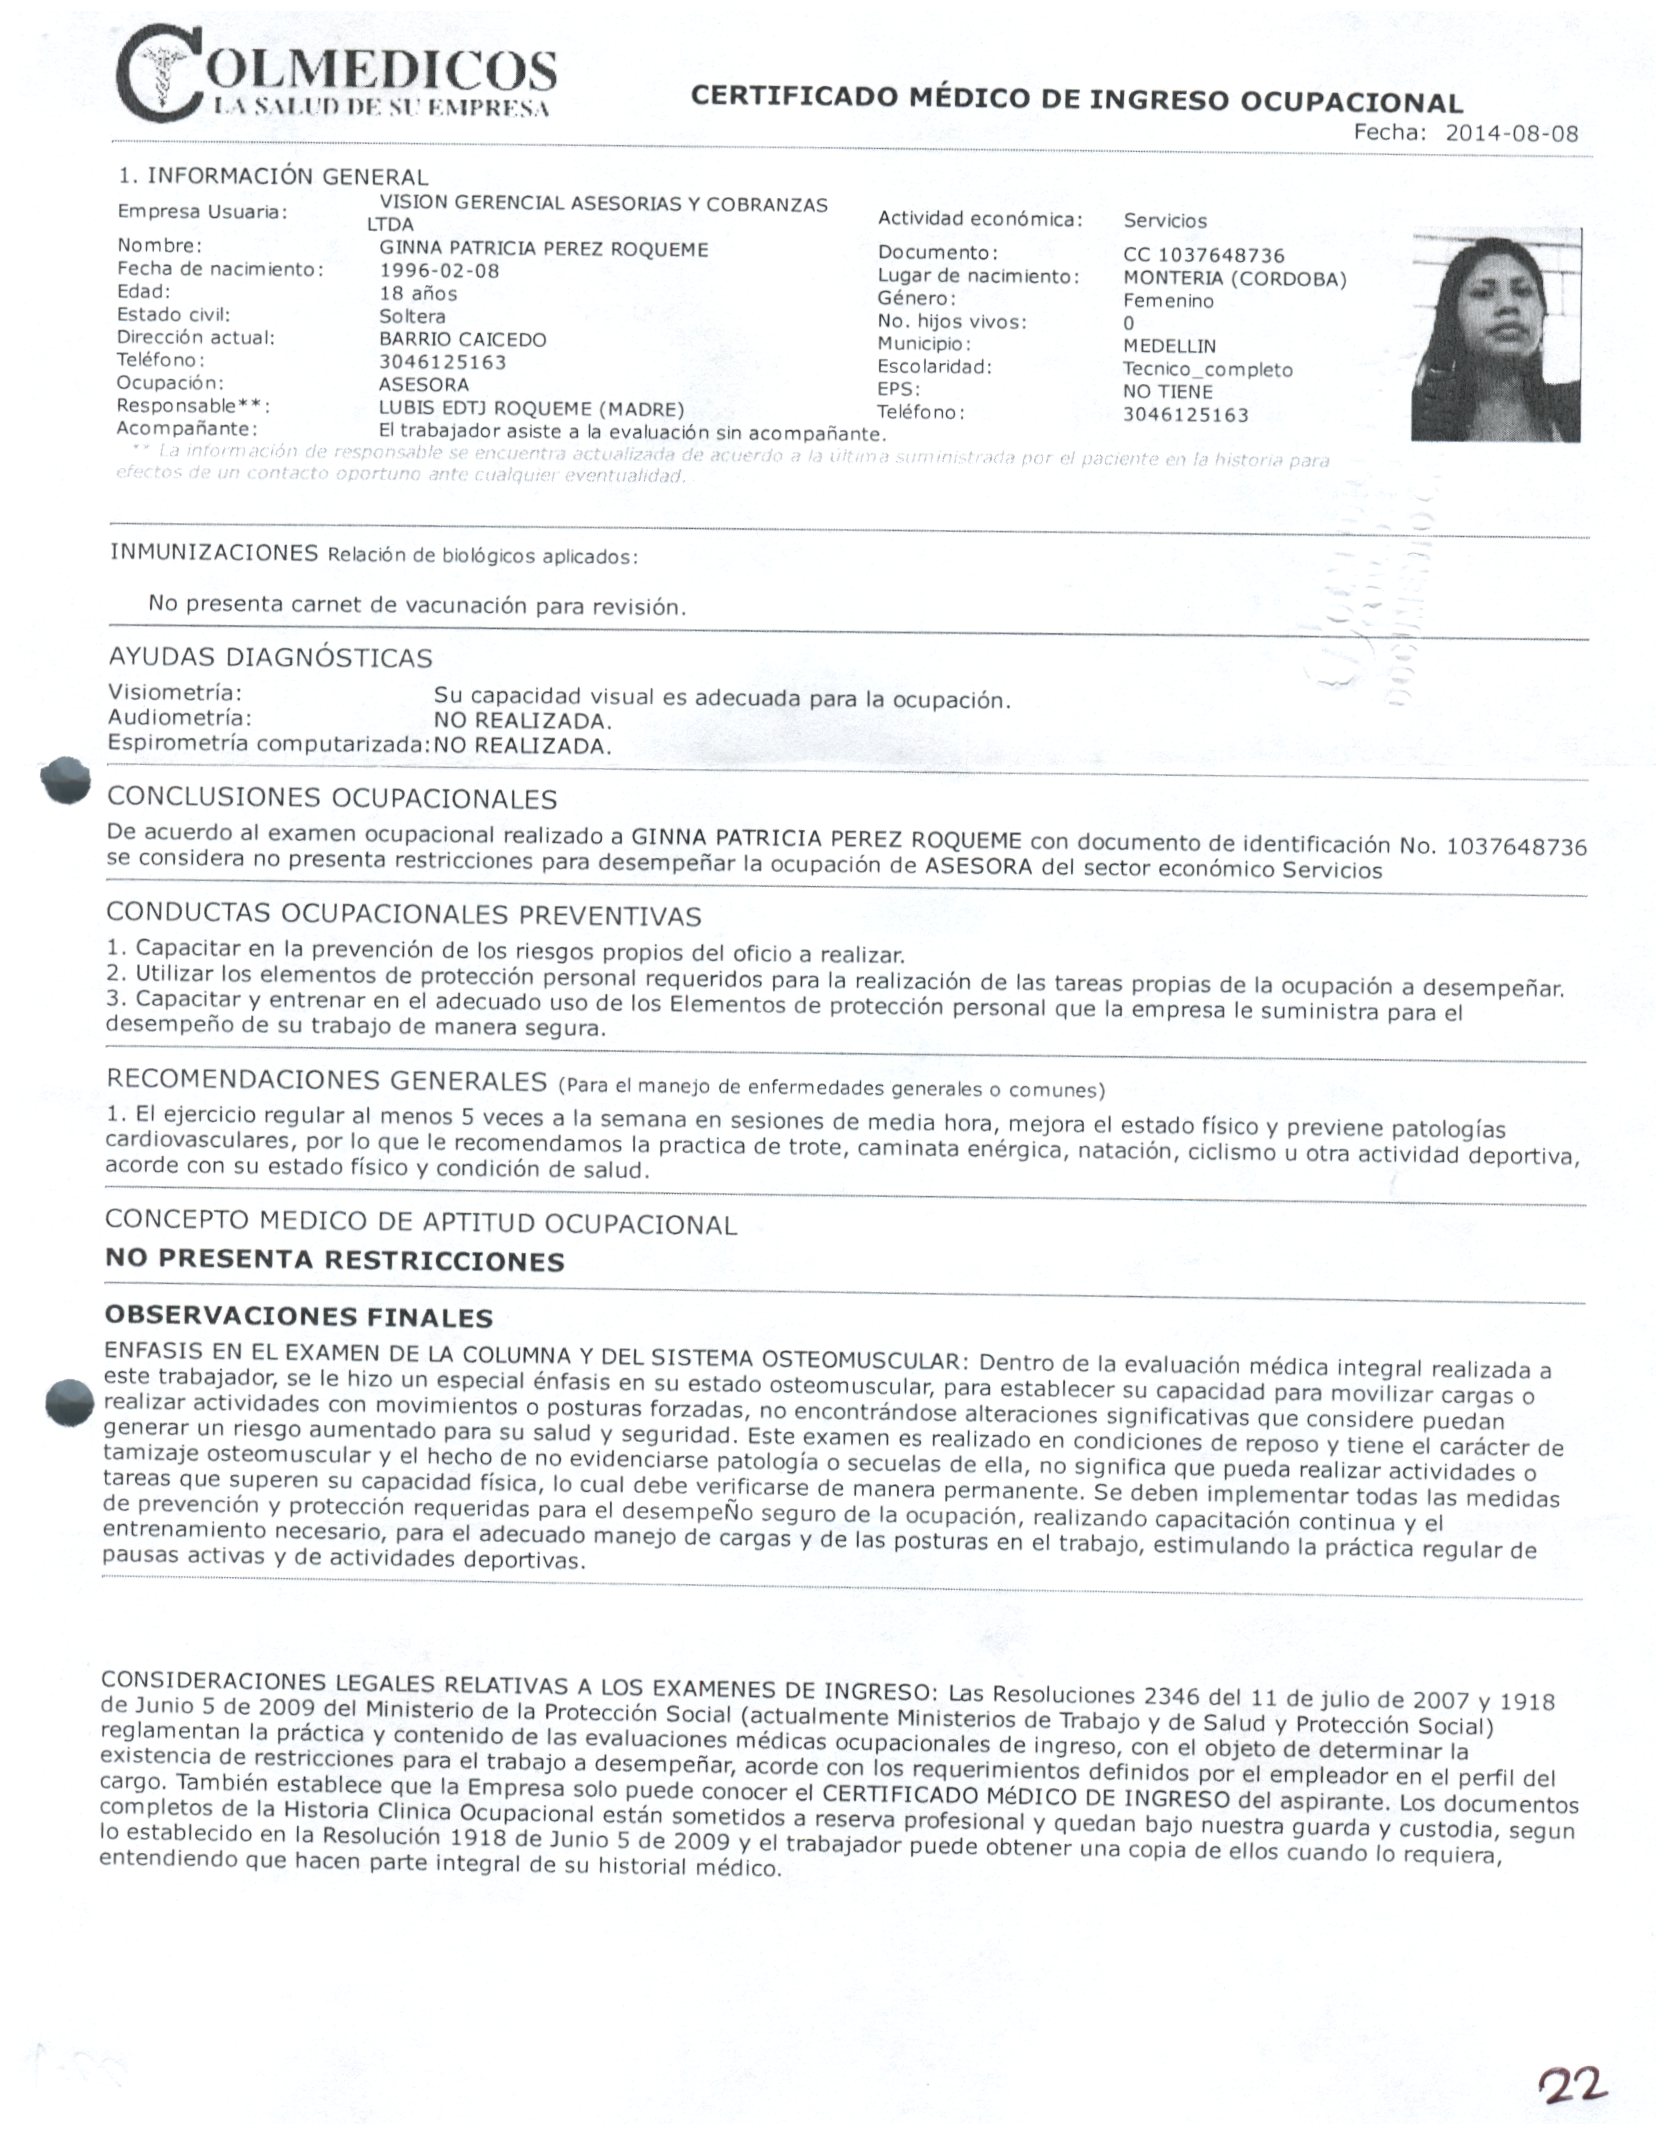 COLMEDICOS
LA SALUD DE SU EMPRESA
CERTIFICADO MÉDICO DE INGRESO OCUPACIONAL
Fecha: 2014-08-08
1. INFORMACIÓN GENERAL
Empresa Usuaria: VISION GERENCIAL ASESORIAS Y COBRANZAS LTDA
Actividad económica: Servicios
Nombre: GINNA PATRICIA PEREZ ROQUEME
Documento: CC 1037648736
Fecha de nacimiento: 1996-02-08
Lugar de nacimiento: MONTERIA (CORDOBA)
Edad: 18 años
Género: Femenino
Estado civil: Soltera
No. hijos vivos: 0
Dirección actual: BARRIO CAICEDO
Municipio: MEDELLIN
Teléfono: 3046125163
Escolaridad: Tecnico_completo
Ocupación: ASESORA
EPS: NO TIENE
Responsable**: LUBIS EDTJ ROQUEME (MADRE)
Teléfono: 3046125163
Acompañante: El trabajador asiste a la evaluación sin acompañante.
** La información de responsable se encuentra actualizada de acuerdo a la última suministrada por el paciente en la historia para
efectos de un contacto oportuno ante cualquier eventualidad.
INMUNIZACIONES Relación de biológicos aplicados:
No presenta carnet de vacunación para revisión.
AYUDAS DIAGNÓSTICAS
Visiometría: Su capacidad visual es adecuada para la ocupación.
Audiometría: NO REALIZADA.
Espirometría computarizada: NO REALIZADA.
CONCLUSIONES OCUPACIONALES
De acuerdo al examen ocupacional realizado a GINNA PATRICIA PEREZ ROQUEME con documento de identificación No. 1037648736
se considera no presenta restricciones para desempeñar la ocupación de ASESORA del sector económico Servicios
CONDUCTAS OCUPACIONALES PREVENTIVAS
1. Capacitar en la prevención de los riesgos propios del oficio a realizar.
2. Utilizar los elementos de protección personal requeridos para la realización de las tareas propias de la ocupación a desempeñar.
3. Capacitar y entrenar en el adecuado uso de los Elementos de protección personal que la empresa le suministra para el
desempeño de su trabajo de manera segura.
RECOMENDACIONES GENERALES (Para el manejo de enfermedades generales o comunes)
1. El ejercicio regular al menos 5 veces a la semana en sesiones de media hora, mejora el estado físico y previene patologías
cardiovasculares, por lo que le recomendamos la practica de trote, caminata enérgica, natación, ciclismo u otra actividad deportiva,
acorde con su estado físico y condición de salud.
CONCEPTO MEDICO DE APTITUD OCUPACIONAL
NO PRESENTA RESTRICCIONES
OBSERVACIONES FINALES
ENFASIS EN EL EXAMEN DE LA COLUMNA Y DEL SISTEMA OSTEOMUSCULAR: Dentro de la evaluación médica integral realizada a
este trabajador, se le hizo un especial énfasis en su estado osteomuscular, para establecer su capacidad para movilizar cargas o
realizar actividades con movimientos o posturas forzadas, no encontrándose alteraciones significativas que considere puedan
generar un riesgo aumentado para su salud y seguridad. Este examen es realizado en condiciones de reposo y tiene el carácter de
tamizaje osteomuscular y el hecho de no evidenciarse patología o secuelas de ella, no significa que pueda realizar actividades o
tareas que superen su capacidad física, lo cual debe verificarse de manera permanente. Se deben implementar todas las medidas
de prevención y protección requeridas para el desempeÑo seguro de la ocupación, realizando capacitación continua y el
entrenamiento necesario, para el adecuado manejo de cargas y de las posturas en el trabajo, estimulando la práctica regular de
pausas activas y de actividades deportivas.
CONSIDERACIONES LEGALES RELATIVAS A LOS EXAMENES DE INGRESO: Las Resoluciones 2346 del 11 de julio de 2007 y 1918
de Junio 5 de 2009 del Ministerio de la Protección Social (actualmente Ministerios de Trabajo y de Salud y Protección Social)
reglamentan la práctica y contenido de las evaluaciones médicas ocupacionales de ingreso, con el objeto de determinar la
existencia de restricciones para el trabajo a desempeñar, acorde con los requerimientos definidos por el empleador en el perfil del
cargo. También establece que la Empresa solo puede conocer el CERTIFICADO MéDICO DE INGRESO del aspirante. Los documentos
completos de la Historia Clinica Ocupacional están sometidos a reserva profesional y quedan bajo nuestra guarda y custodia, segun
lo establecido en la Resolución 1918 de Junio 5 de 2009 y el trabajador puede obtener una copia de ellos cuando lo requiera,
entendiendo que hacen parte integral de su historial médico.
22